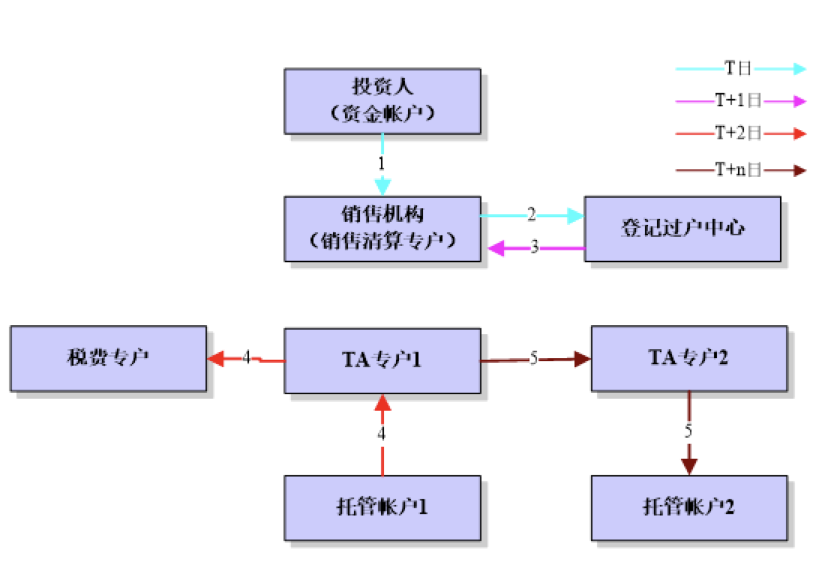 T日
T+1日
T+2日
T+n日
投资人
（资金帐户）
1
销售机构
（销售清算专户）
2
3
登记过户中心
税费专户
4
TA专户1
5
TA专户2
4
5
托管帐户1
托管帐户2